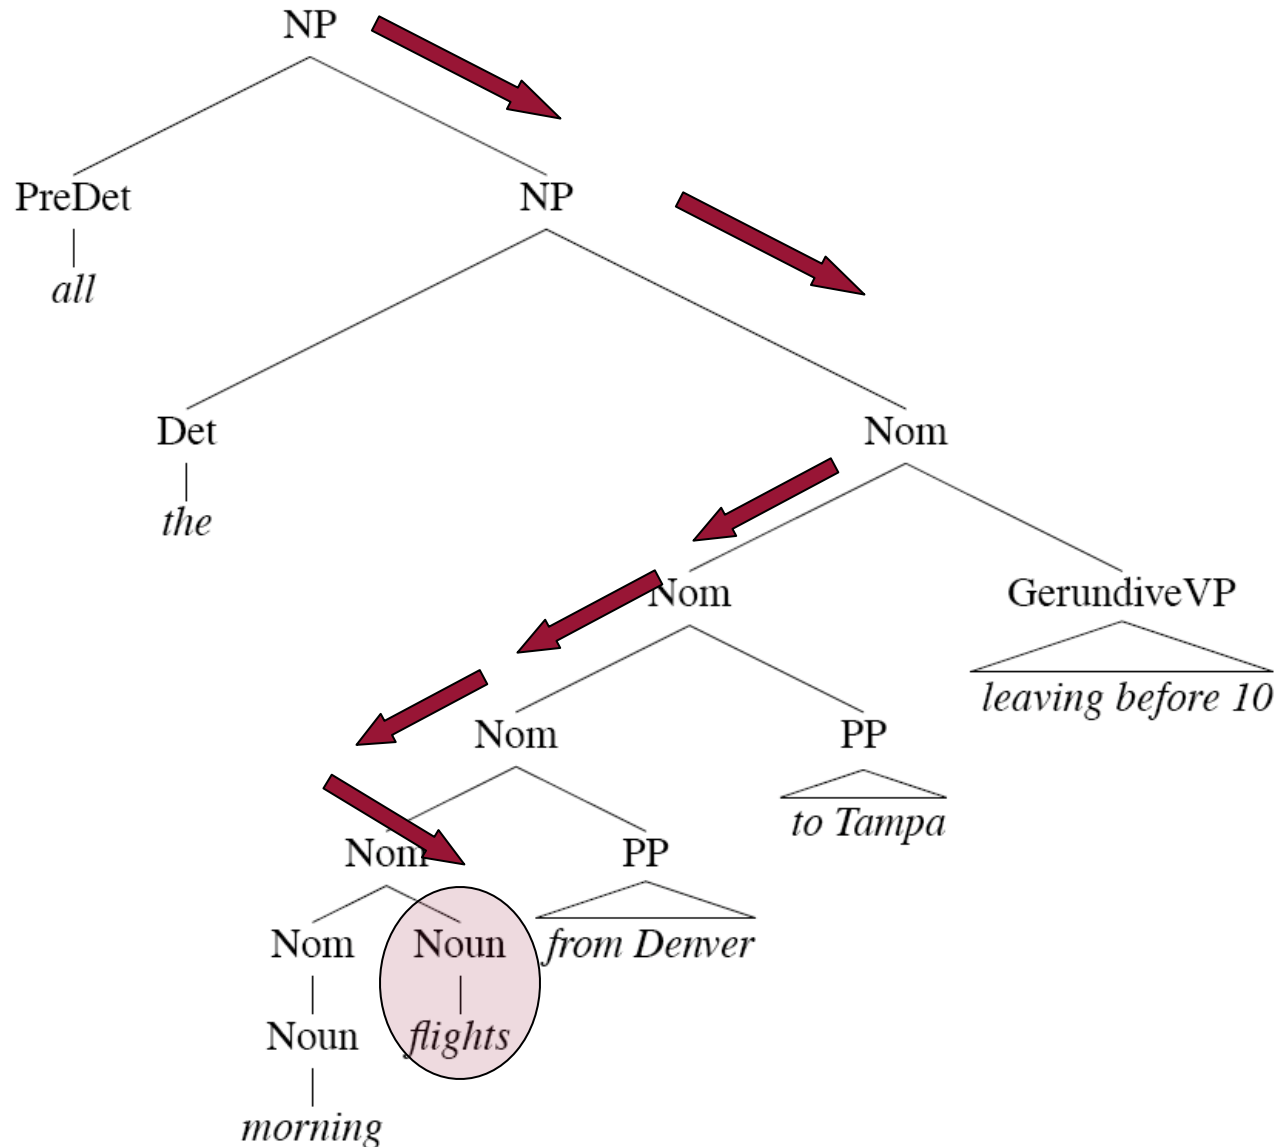 NP
PreDet NP
all
Det Nom
the
Nom GerundiveVP
leaving before 10
Nom PP
to Tampa
Nom PP
Nom Noun from Denver
Noun flights
morning